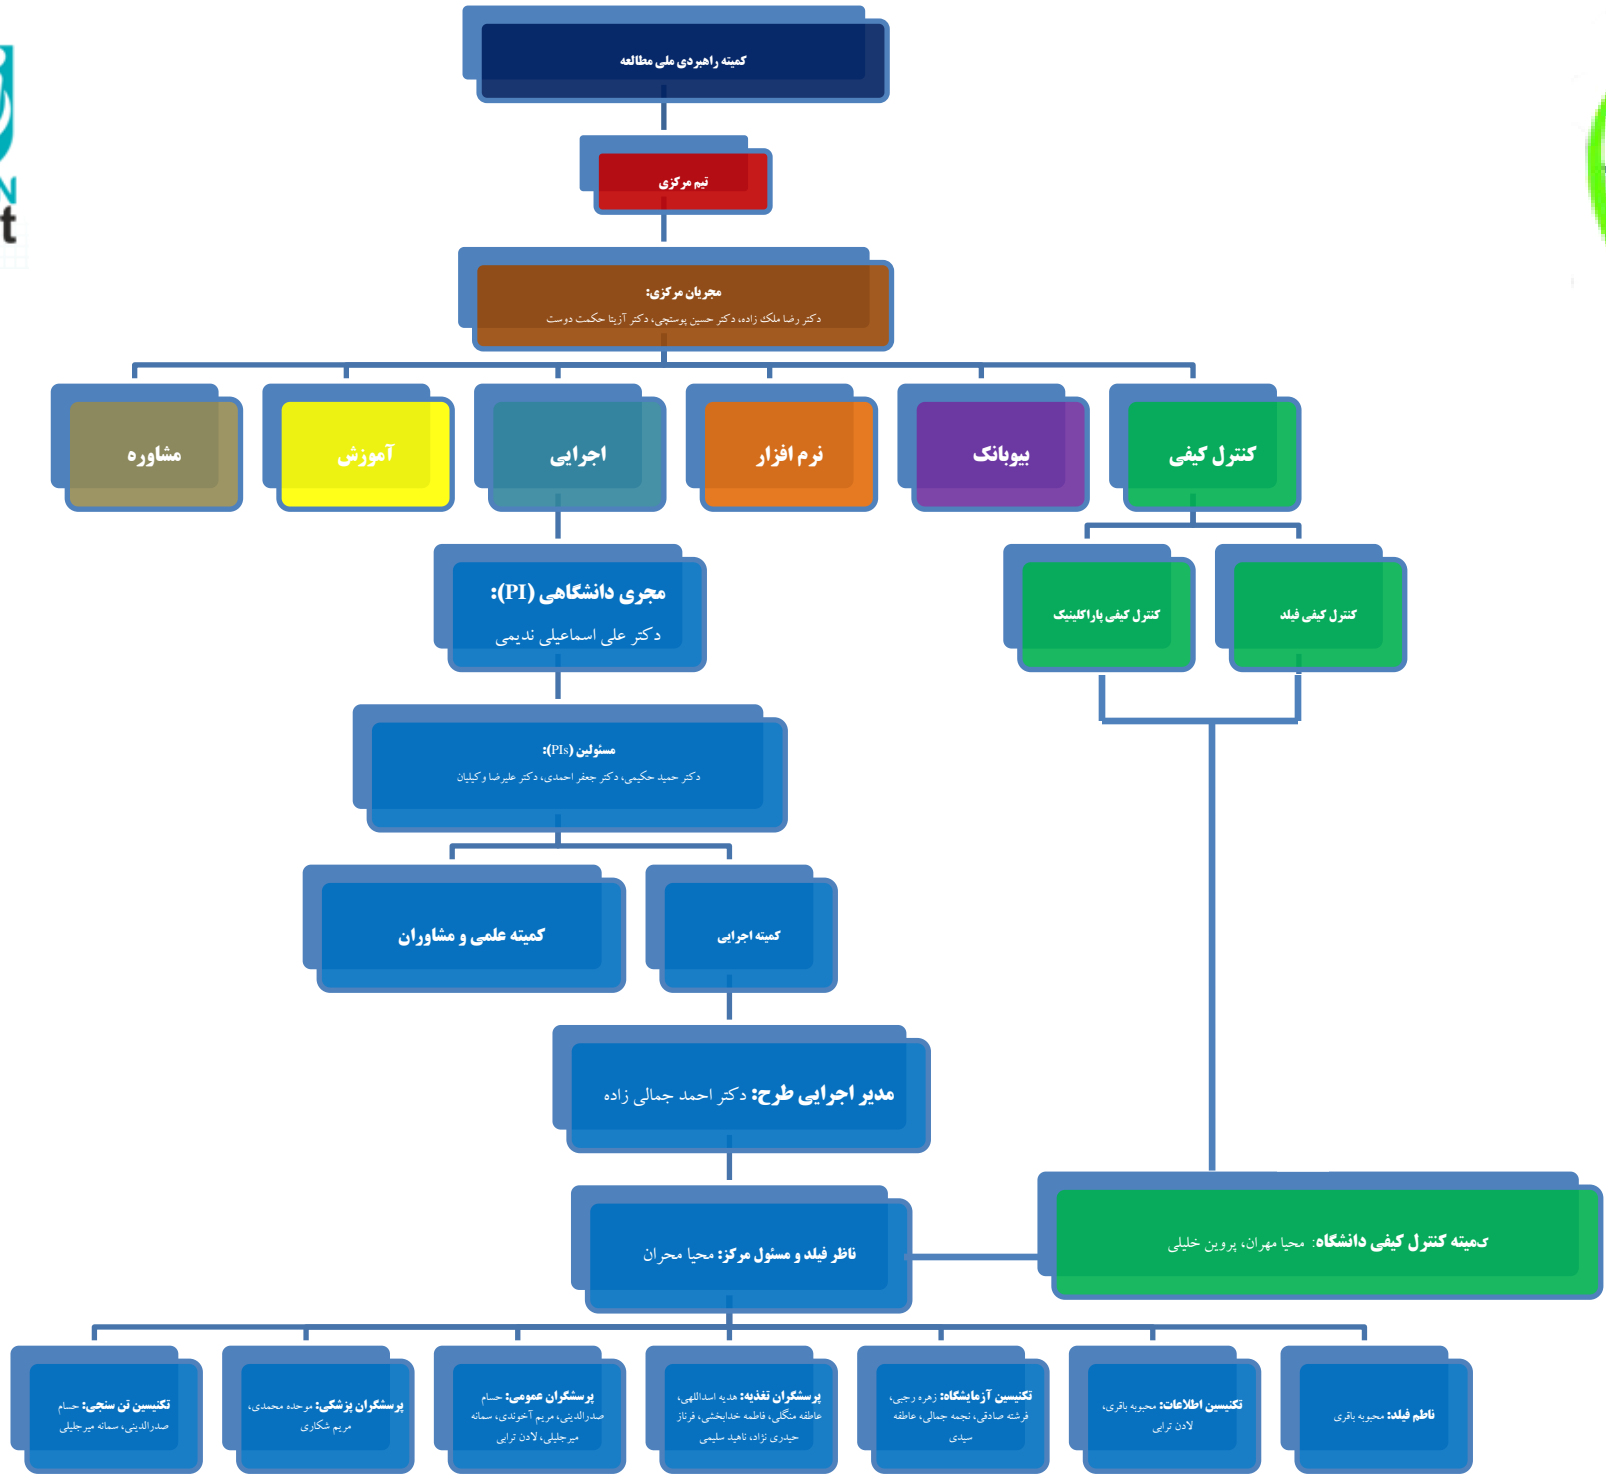 کمیته راهبردی ملی مطالعه
تیم مرکزی
مجریان مرکزی:
دکتر رضا ملک زاده، دکتر حسین پوستچی، دکتر آزیتا حکمت دوست
کنترل کیفی
بیوبانک
نرم افزار
اجرایی
آموزش
مشاوره
کنترل کیفی فیلد
کنترل کیفی پاراکلینیک
مجری دانشگاهی (PI):
دکتر علی اسماعیلی ندیمی
مسئولین (PIs):
دکتر حمید حکیمی، دکتر جعفر احمدی، دکتر علیرضا وکیلیان
کمیته اجرایی
کمیته علمی و مشاوران
مدیر اجرایی طرح: دکتر احمد جمالی زاده
کمیته کنترل کیفی دانشگاه: محیا مهران، پروین خلیلی
ناظر فیلد و مسئول مرکز: محیا محران
ناظم فیلد: محبوبه باقری
تکنیسین اطلاعات: محبوبه باقری،
لادن ترابی
تکنیسین آزمایشگاه: زهره رجبی،
فرشته صادقی، نجمه جمالی، عاطفه
سیدی
پرسشگران تغذیه: هدیه اسداللهی،
عاطفه منگلی، فاطمه خدابخشی، فرناز
حیدری نژاد، ناهید سلیمی
پرسشگران عمومی: حسام
صدرالدینی، مریم آخوندی، سمانه
میرجلیلی، لادن ترابی
پرسشگران پزشکی: موحده محمدی،
مریم شکاری
تکنیسین تن سنجی: حسام
صدرالدینی، سمانه میرجلیلی